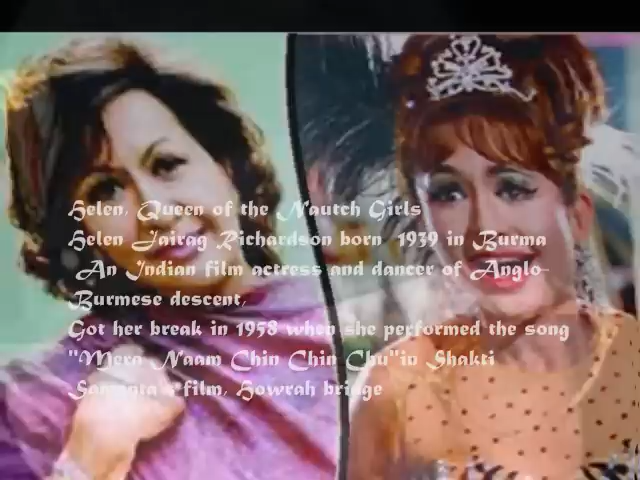 Helen, Queen of the Nautch Girls
Helen Jairag Richardson born 1939 in Burma
An Indian film actress and dancer of Anglo-
Burmese descent,
Got her break in 1958 when she performed the song
"Mera Naam Chin Chin Chu"in Shakti
Samanta s film, Howrah bridge